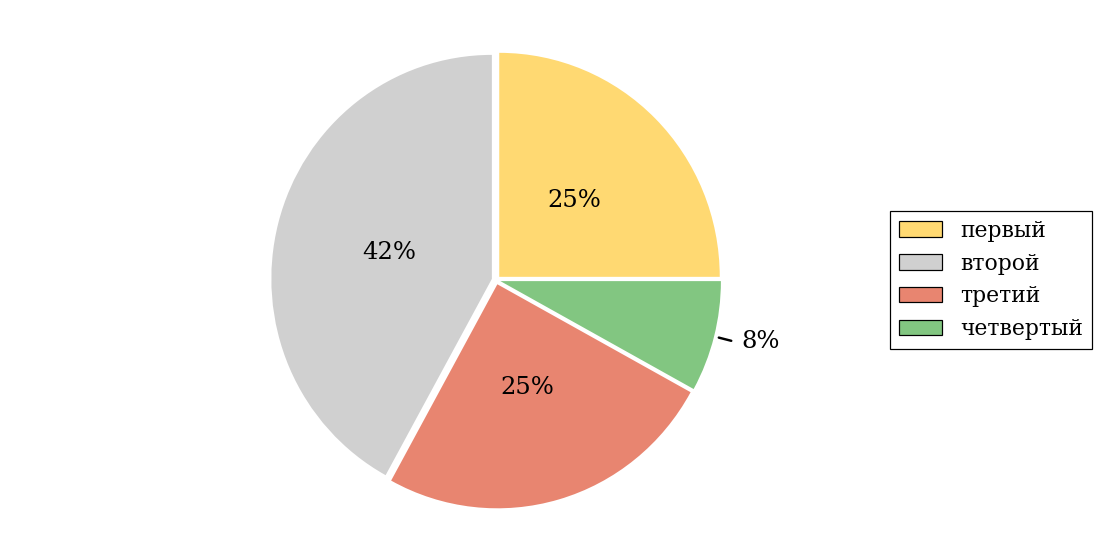 25%
42%
8%
25%
первый
второй
третий
четвертый